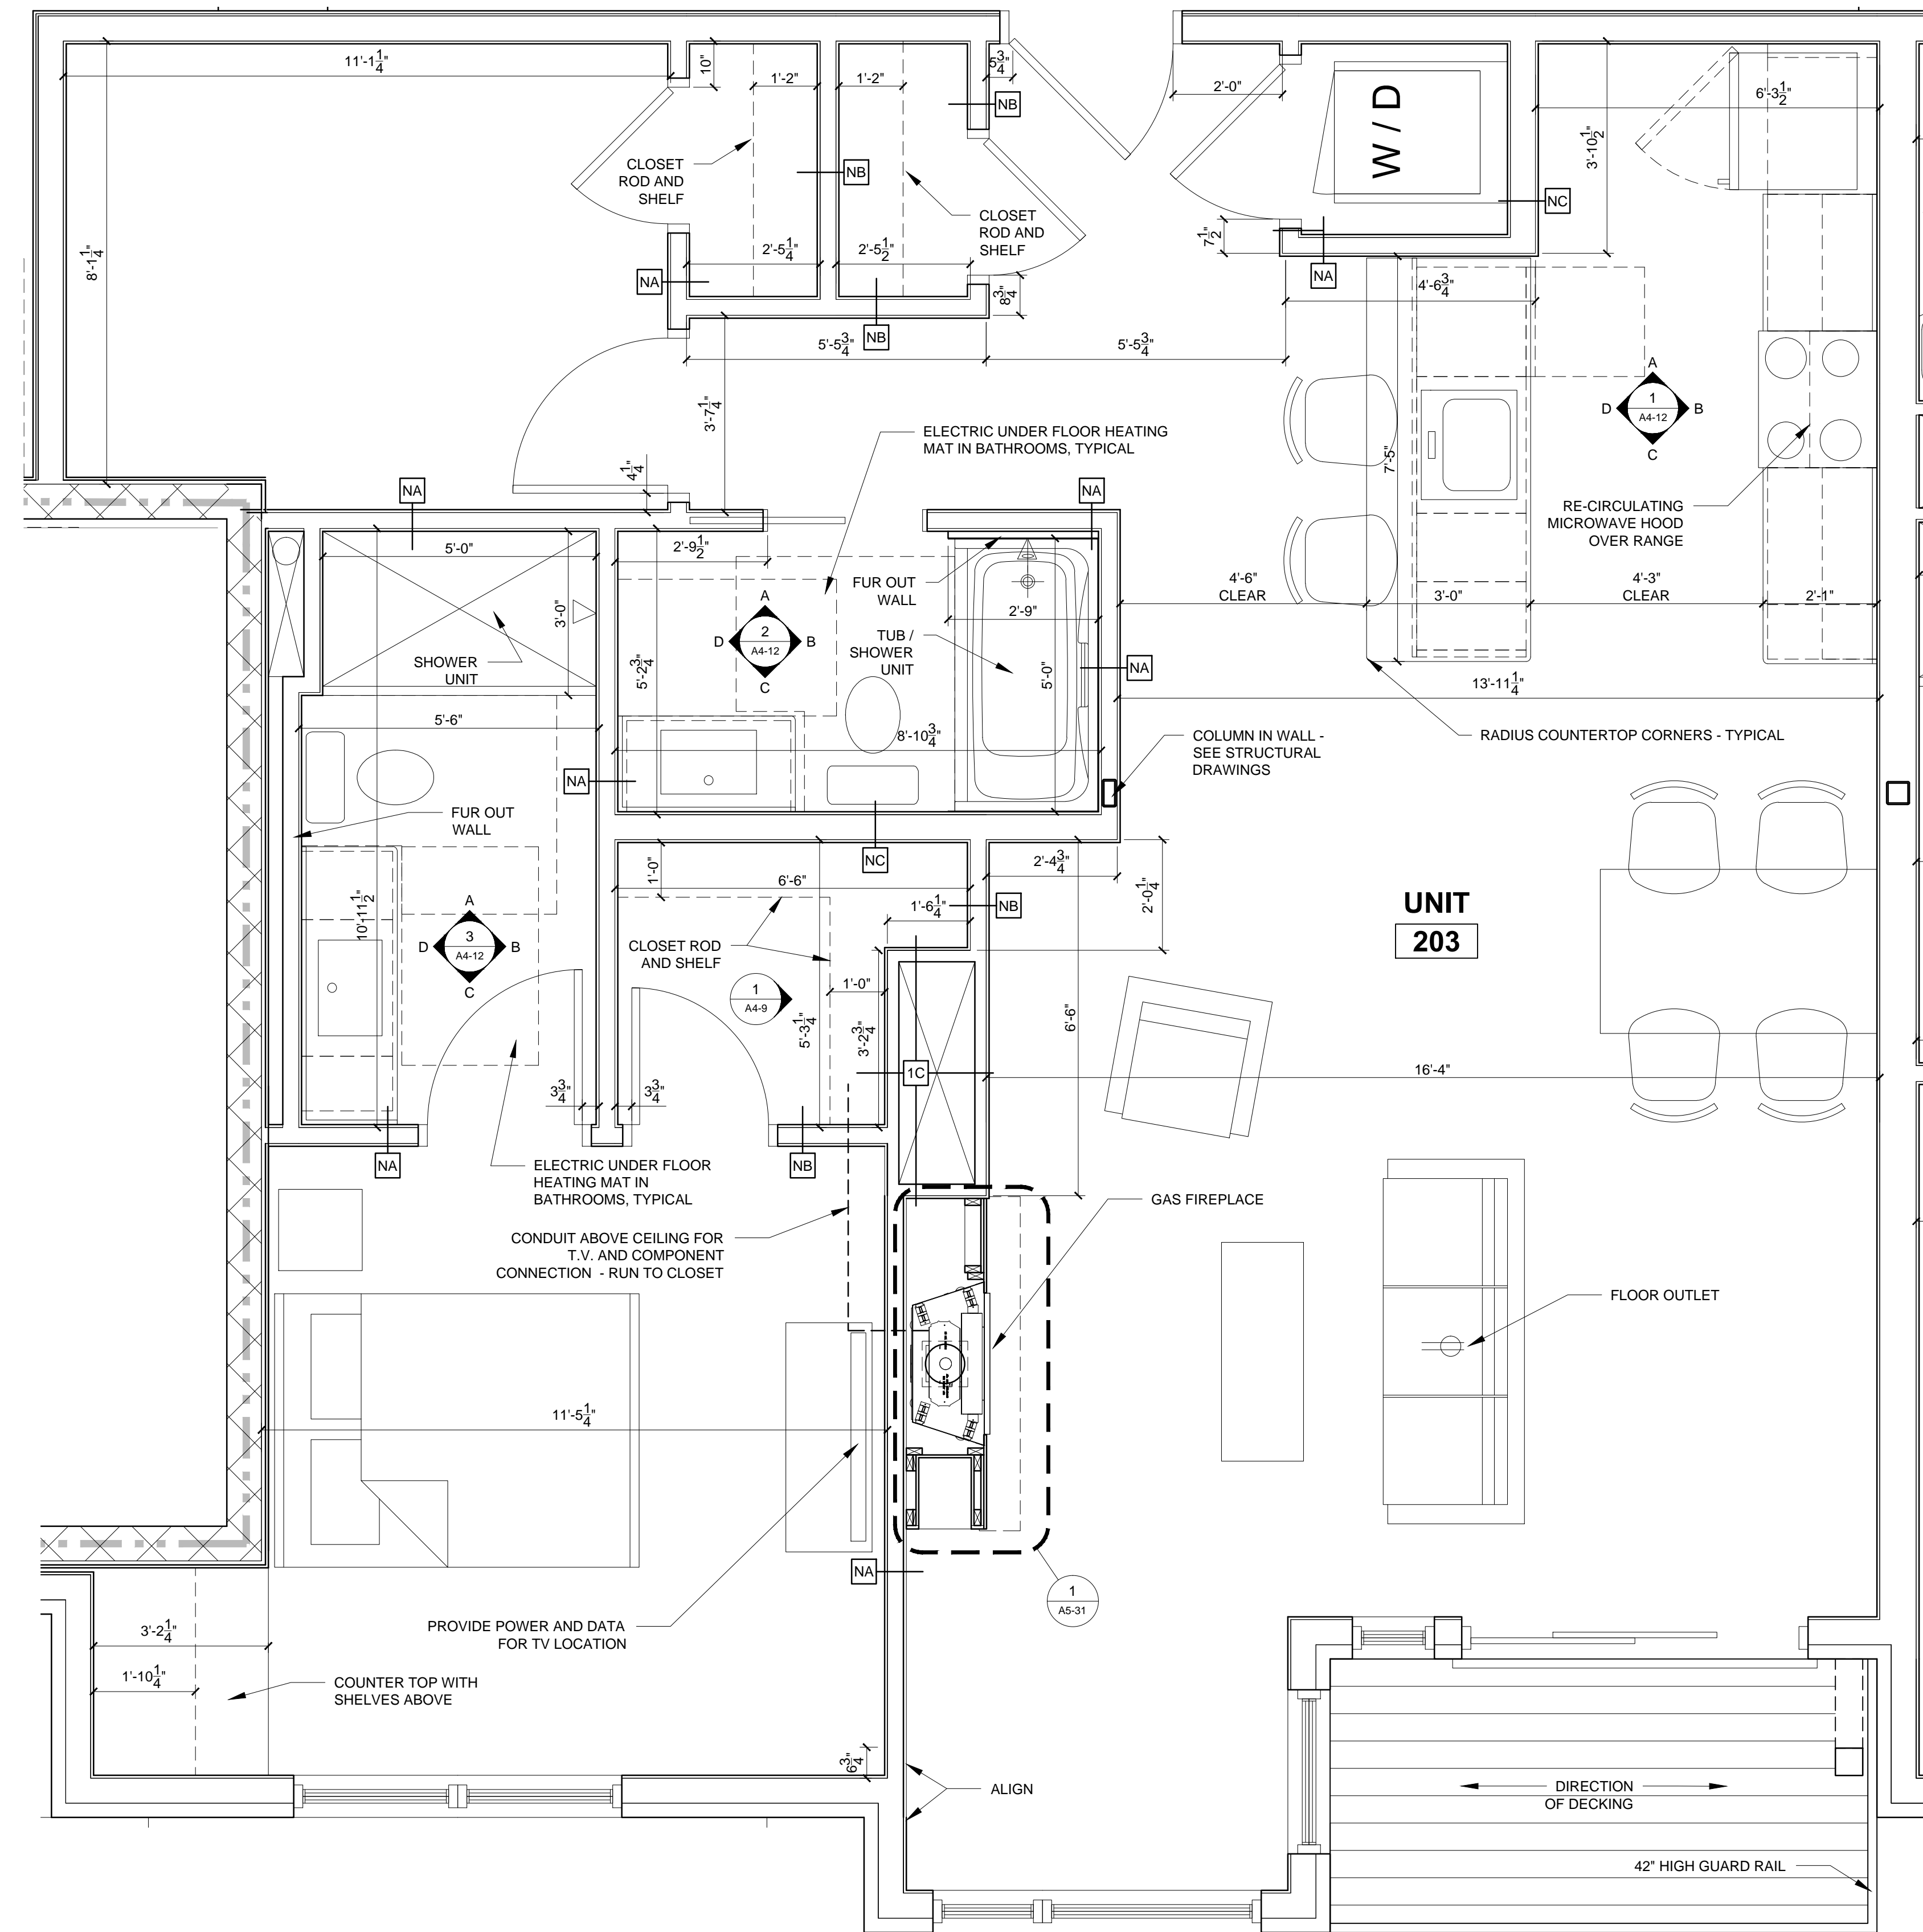 11'-1 1/4"
10"
1'-2"
1'-2"
5 3/4"
2'-0"
W / D
6'-3 1/2"
3'-10 1/2"
NB
NB
CLOSET
ROD AND
SHELF
CLOSET
ROD AND
SHELF
NC
8'-1 1/4"
2'-5 1/4"
2'-5 1/2"
7 1/2"
NA
NA
8 3/4"
NB
4'-6 3/4"
5'-5 3/4"
5'-5 3/4"
3'-7 1/4"
A
D
1
A4-12
B
C
ELECTRIC UNDER FLOOR HEATING
MAT IN BATHROOMS, TYPICAL
7'-5"
4 1/4"
NA
NA
RE-CIRCULATING
MICROWAVE HOOD
OVER RANGE
5'-0"
2'-9 1/2"
FUR OUT
WALL
4'-6"
CLEAR
3'-0"
4'-3"
CLEAR
2'-1"
3'-0"
A
D
2
A4-12
B
C
2'-9"
TUB /
SHOWER
UNIT
NA
SHOWER
UNIT
5'-2 3/4"
5'-0"
13'-11 1/4"
5'-6"
8'-10 3/4"
COLUMN IN WALL -
SEE STRUCTURAL
DRAWINGS
RADIUS COUNTERTOP CORNERS - TYPICAL
NA
FUR OUT
WALL
NC
1'-0"
6'-6"
2'-4 3/4"
2'-0 1/4"
10'-11 1/2"
1'-6 1/4"
NB
UNIT
203
A
D
3
A4-12
B
C
CLOSET ROD
AND SHELF
1
A4-9
1'-0"
5'-3 1/4"
3'-2 3/4"
6'-6"
1C
16'-4"
3 3/4"
3 3/4"
NA
NB
ELECTRIC UNDER FLOOR
HEATING MAT IN
BATHROOMS, TYPICAL
GAS FIREPLACE
CONDUIT ABOVE CEILING FOR
T.V. AND COMPONENT
CONNECTION - RUN TO CLOSET
FLOOR OUTLET
11'-5 1/4"
NA
1
A5-31
3'-2 1/4"
PROVIDE POWER AND DATA
FOR TV LOCATION
1'-10 1/4"
COUNTER TOP WITH
SHELVES ABOVE
6 3/4"
ALIGN
DIRECTION
OF DECKING
42" HIGH GUARD RAIL